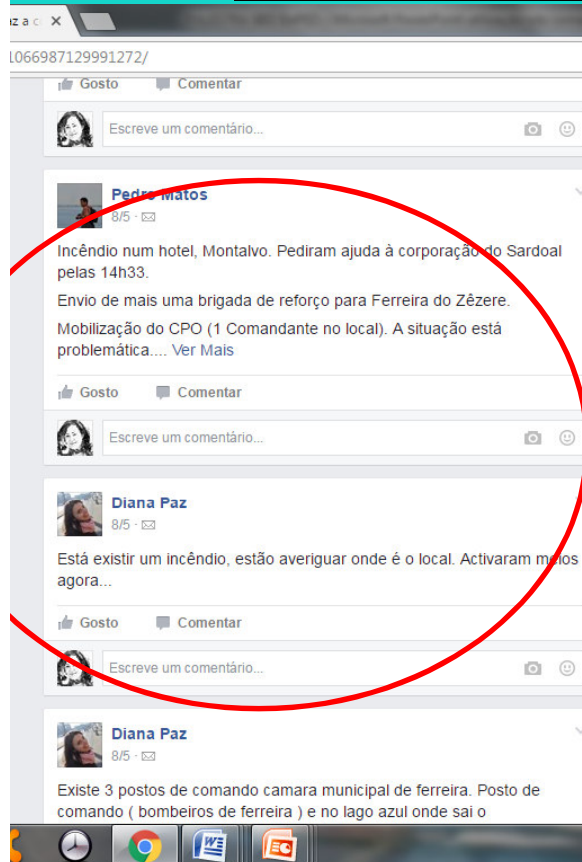 az a c
1066987129991272/
Gosto Comentar
Escreve um comentário...
Pedro Matos
8/5 ·
Incêndio num hotel, Montalvo. Pediram ajuda à corporação do Sardoal
pelas 14h33.
Envio de mais uma brigada de reforço para Ferreira do Zêzere.
Mobilização do CPO (1 Comandante no local). A situação está
problemática.... Ver Mais
Gosto Comentar
Escreve um comentário...
Diana Paz
8/5 ·
Está existir um incêndio, estão averiguar onde é o local. Activaram meios
agora...
Gosto Comentar
Escreve um comentário...
Diana Paz
8/5 ·
Existe 3 postos de comando camara municipal de ferreira. Posto de
comando ( bombeiros de ferreira ) e no lago azul onde sai o